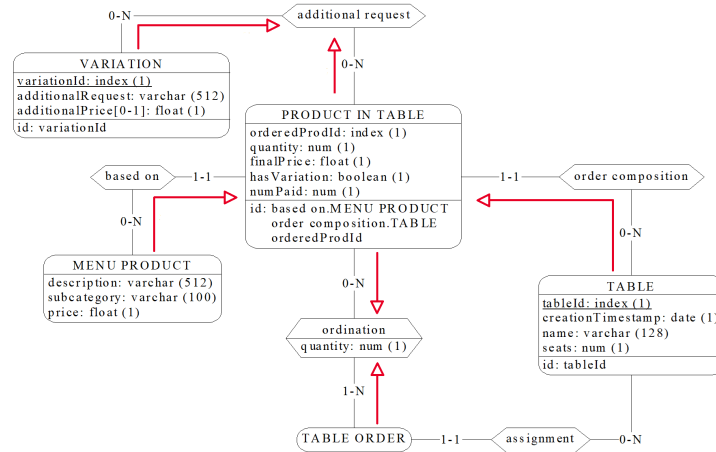 0-N
additional request
0-N
VARIATION
variationId: index (1)
additionalRequest: varchar (512)
additionalPrice[0-1]: float (1)
id: variationId
PRODUCT IN TABLE
orderedProdId: index (1)
quantity: num (1)
finalPrice: float (1)
hasVariation: boolean (1)
numPaid: num (1)
id: based on.MENU PRODUCT
order composition.TABLE
orderedProdId
based on
1-1
1-1
order composition
0-N
0-N
MENU PRODUCT
description: varchar (512)
subcategory: varchar (100)
price: float (1)
0-N
TABLE
tableId: index (1)
creationTimestamp: date (1)
name: varchar (128)
seats: num (1)
id: tableId
ordination
quantity: num (1)
1-N
TABLE ORDER
1-1
assignment
0-N